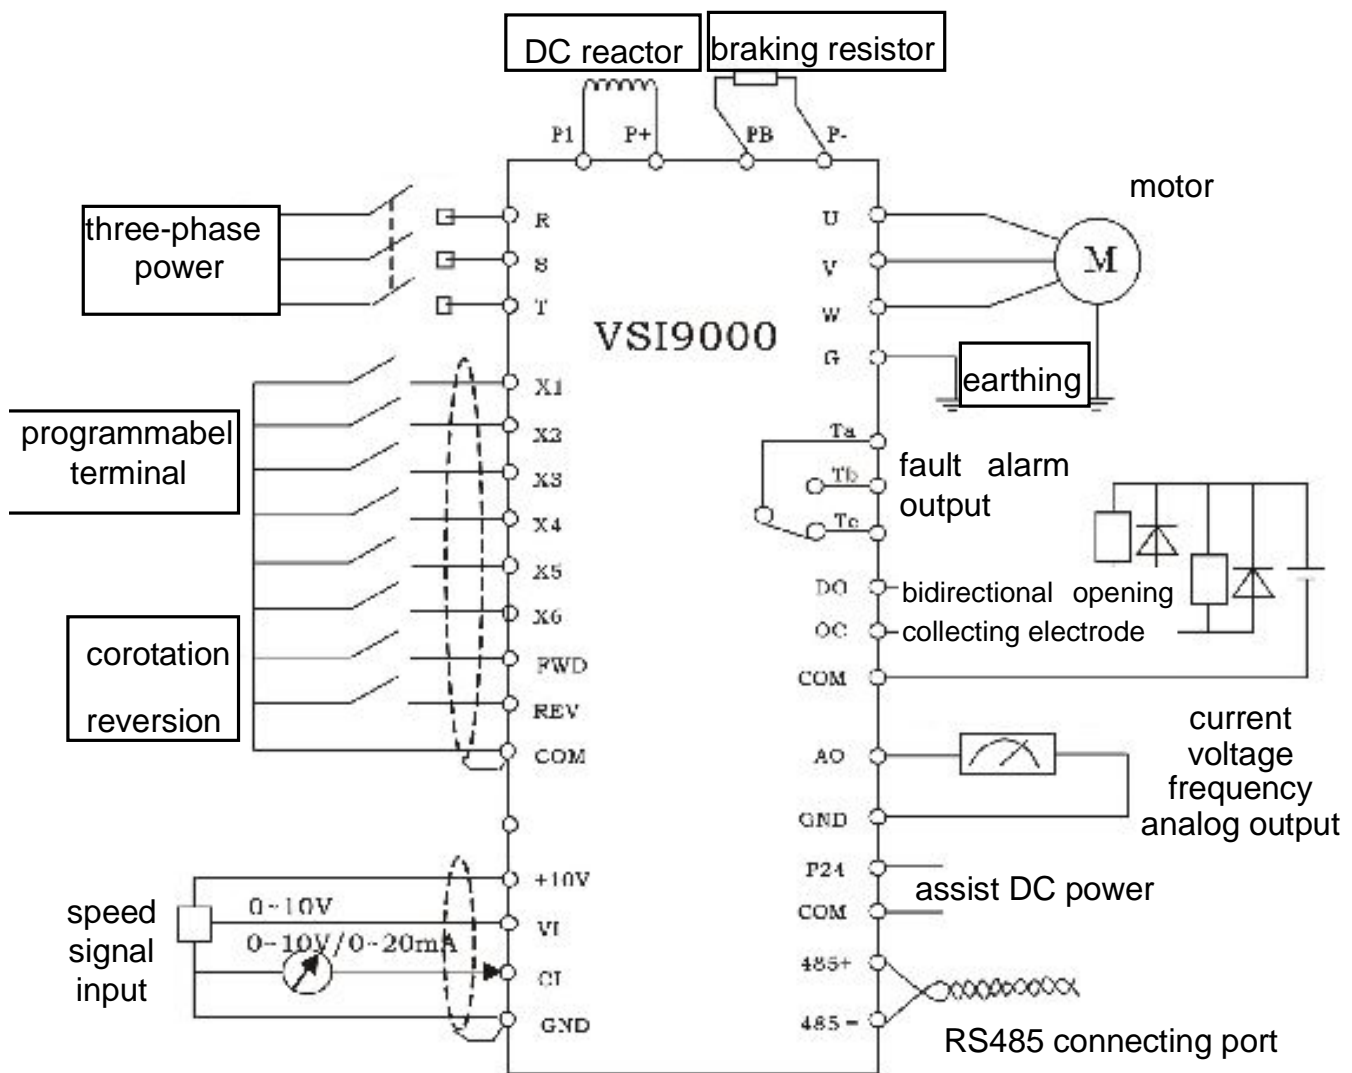 DC reactor
braking resistor
P1
P+
PB
P-
motor
three-phase
power
R
S
T
U
V
W
G
M
VSI9000
earthing
programmabel
terminal
X1
X2
X3
X4
X5
X6
FWD
REV
COM
corotation
reversion
Ta
Tb
Tc
fault alarm
output
DO
OC
COM
bidirectional opening
collecting electrode
AO
GND
current
voltage
frequency
analog output
P24
COM
assist DC power
speed
signal
input
0~10V
0~10V/0~20mA
+10V
VI
CI
GND
485+
485-
RS485 connecting port